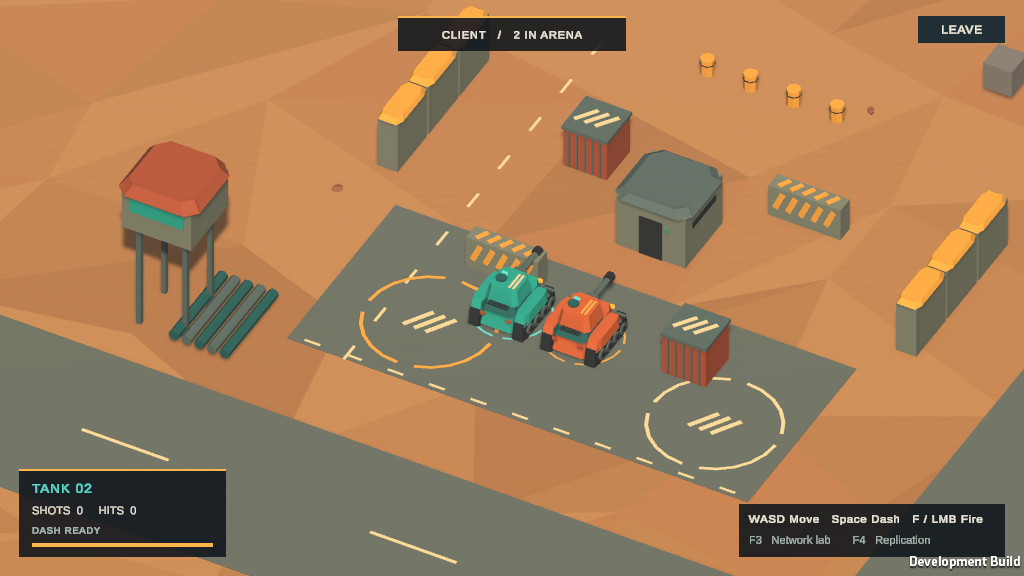 CLIENT / 2 IN ARENA
LEAVE
TANK 02
SHOTS 0 HITS 0
DASH READY
WASD Move Space Dash F / LMB Fire
F3 Network lab F4 Replication
Development Build